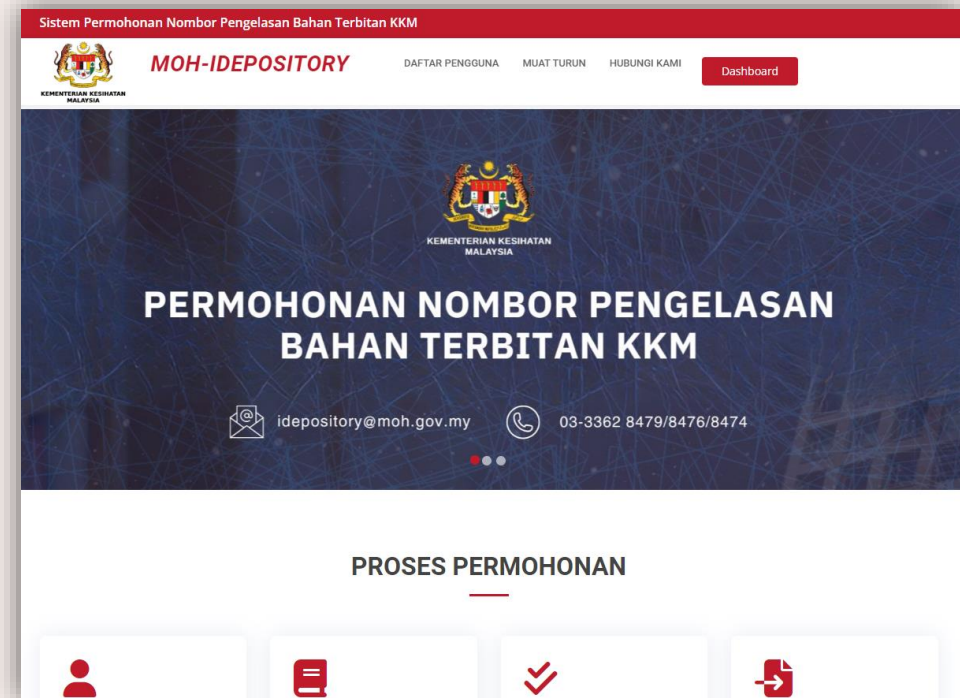 Sistem Permohonan Nombor Pengelasan Bahan Terbitan KKM
KEMENTERIAN KESIHATAN
MALAYSIA
MOH-IDEPOSITORY
DAFTAR PENGGUNA
MUAT TURUN
HUBUNGI KAMI
Dashboard
KEMENTERIAN KESIHATAN
MALAYSIA
PERMOHONAN NOMBOR PENGELASAN
BAHAN TERBITAN KKM
idepository@moh.gov.my
03-3362 8479/8476/8474
PROSES PERMOHONAN